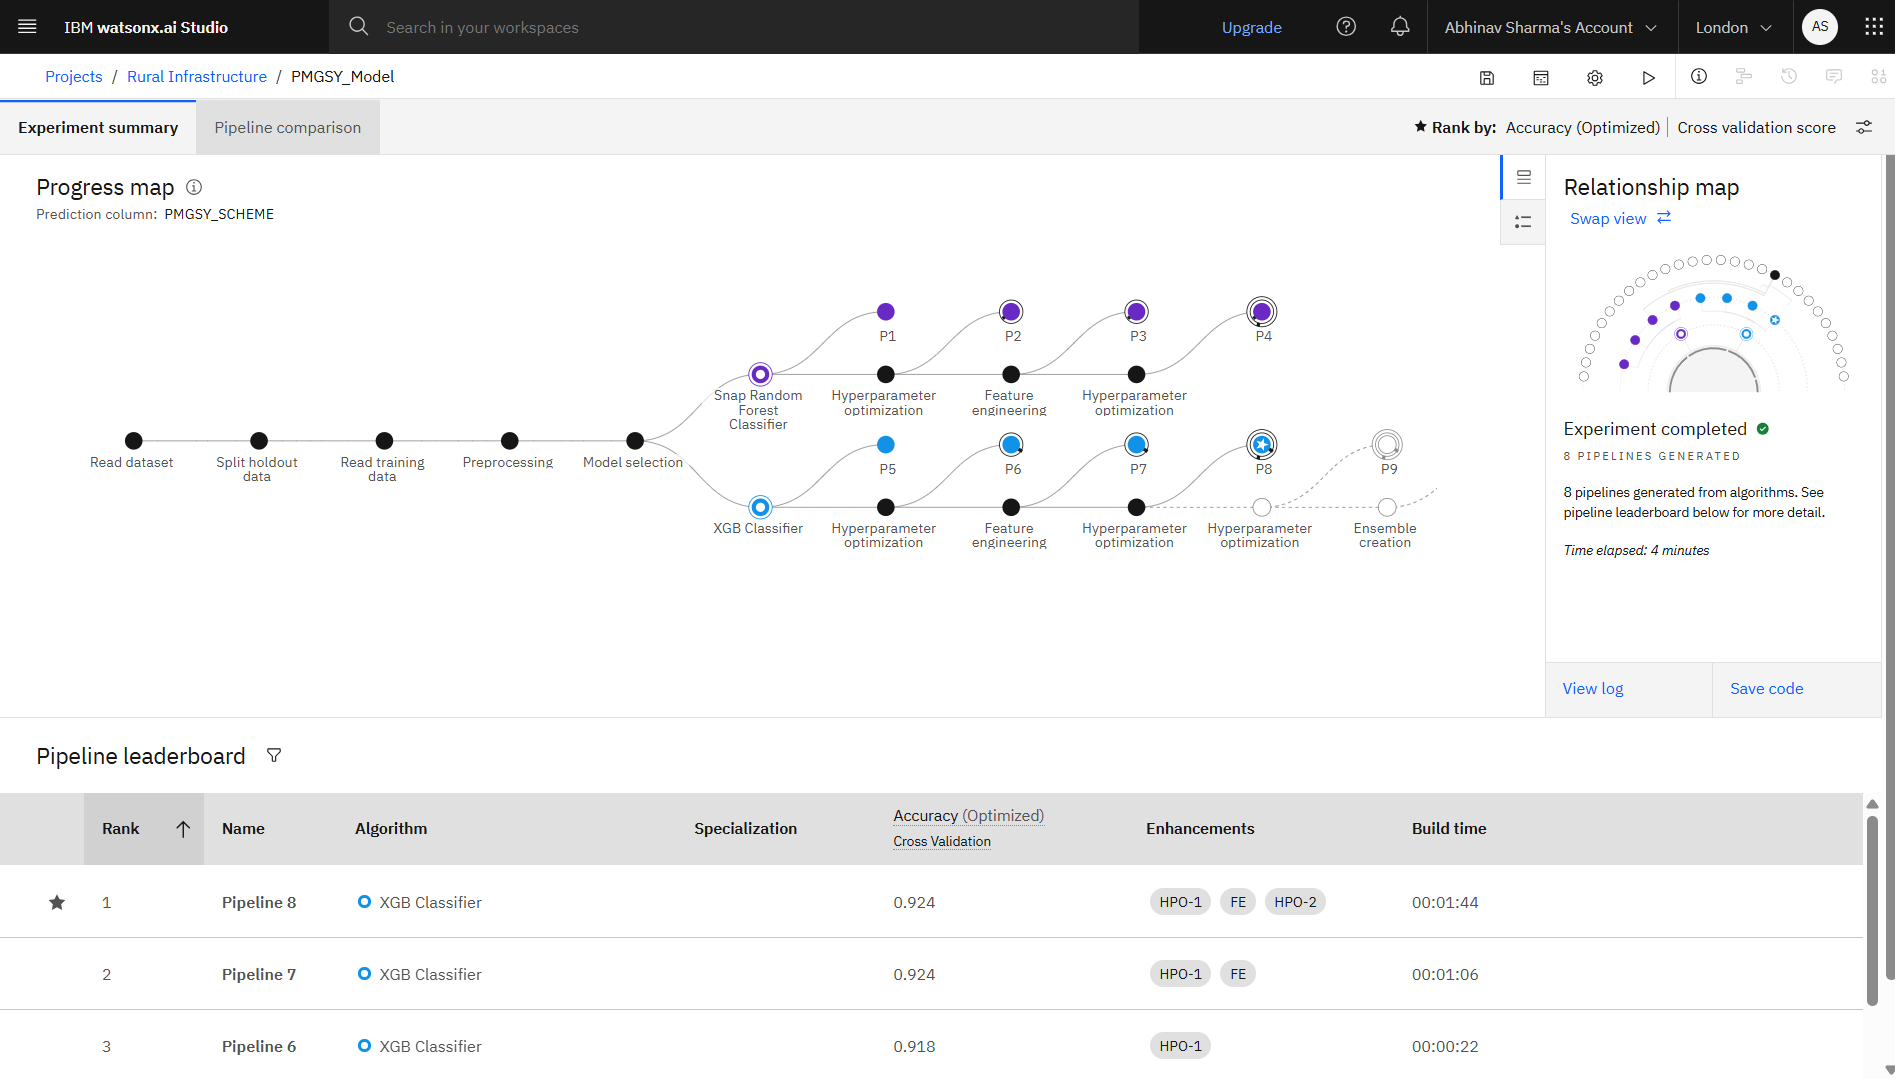 IBM watsonx.ai Studio
Search in your workspaces
Upgrade
Abhinav Sharma's Account
London
AS
Projects / Rural Infrastructure / PMGSY_Model
Experiment summary
Pipeline comparison
Rank by: Accuracy (Optimized) | Cross validation score
Progress map
Prediction column: PMGSY_SCHEME
Relationship map
Swap view
P1
P2
P3
P4
Snap Random
Forest
Classifier
Hyperparameter
optimization
Feature
engineering
Hyperparameter
optimization
Read dataset
Split holdout
data
Read training
data
Preprocessing
Model selection
P5
P6
P7
P8
P9
XGB Classifier
Hyperparameter
optimization
Feature
engineering
Hyperparameter
optimization
Hyperparameter
optimization
Ensemble
creation
Experiment completed
8 PIPELINES GENERATED
8 pipelines generated from algorithms. See
pipeline leaderboard below for more detail.
Time elapsed: 4 minutes
View log
Save code
Pipeline leaderboard
Rank
Name
Algorithm
Specialization
Accuracy (Optimized)
Cross Validation
Enhancements
Build time
1 Pipeline 8 XGB Classifier 0.924 HPO-1 FE HPO-2 00:01:44
2 Pipeline 7 XGB Classifier 0.924 HPO-1 FE 00:01:06
3 Pipeline 6 XGB Classifier 0.918 HPO-1 00:00:22